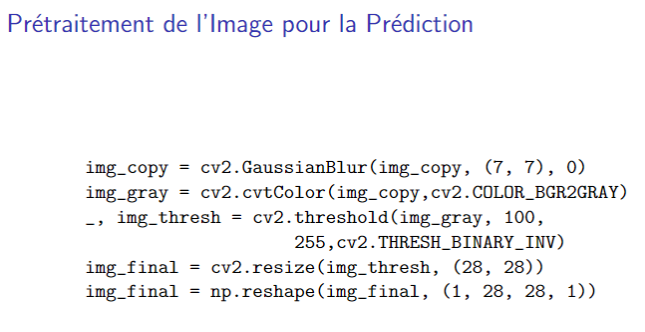 Prétraitement de l'Image pour la Prédiction
img_copy = cv2.GaussianBlur(img_copy, (7, 7), 0)
img_gray = cv2.cvtColor(img_copy,cv2.COLOR_BGR2GRAY)
_, img_thresh = cv2.threshold(img_gray, 100,
255,cv2.THRESH_BINARY_INV)
img_final = cv2.resize(img_thresh, (28, 28))
img_final = np.reshape(img_final, (1, 28, 28, 1))